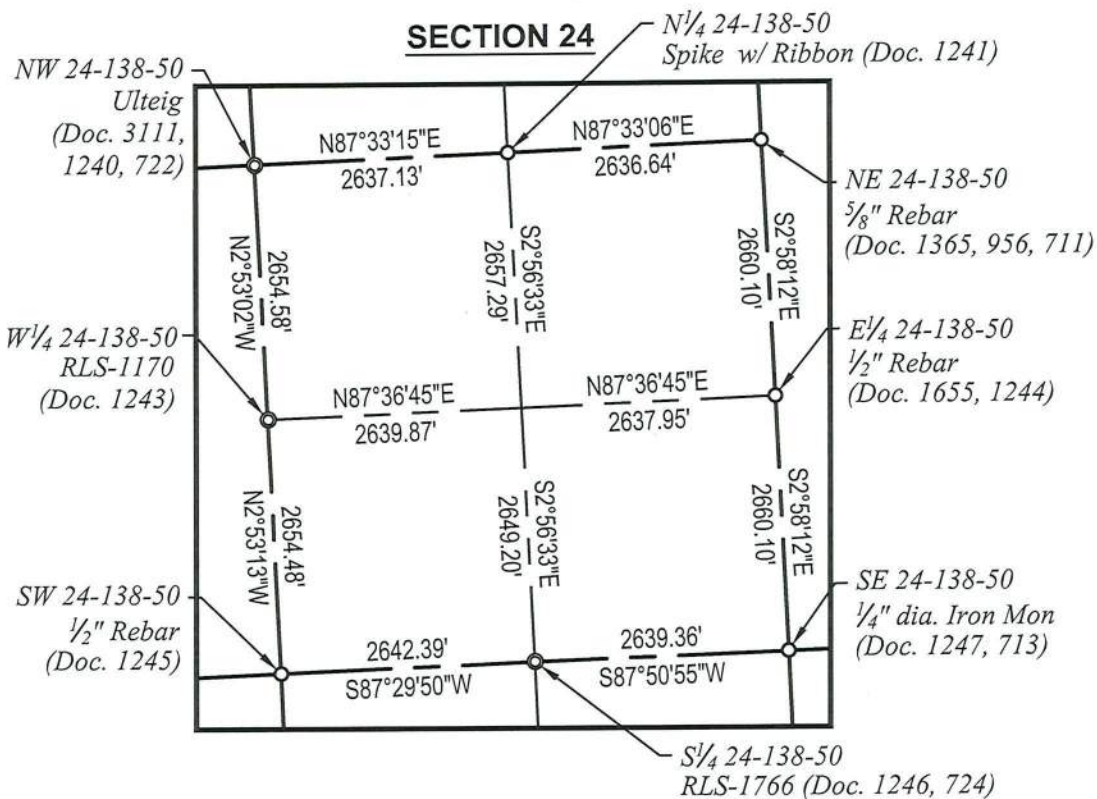 SECTION 24
N¼ 24-138-50
Spike w/ Ribbon (Doc. 1241)
NW 24-138-50
Ulteig
(Doc. 3111,
1240, 722)
N87°33'15"E
2637.13'
N87°33'06"E
2636.64'
NE 24-138-50
⅝" Rebar
(Doc. 1365, 956, 711)
2654.58'
N2°53'02"W
S2°56'33"E
2657.29'
S2°58'12"E
2660.10'
W¼ 24-138-50
RLS-1170
(Doc. 1243)
E¼ 24-138-50
½" Rebar
(Doc. 1655, 1244)
N87°36'45"E
2639.87'
N87°36'45"E
2637.95'
2654.48'
N2°53'13"W
S2°56'33"E
2649.20'
S2°58'12"E
2660.10'
SW 24-138-50
½" Rebar
(Doc. 1245)
SE 24-138-50
¼" dia. Iron Mon
(Doc. 1247, 713)
2642.39'
S87°29'50"W
2639.36'
S87°50'55"W
S¼ 24-138-50
RLS-1766 (Doc. 1246, 724)